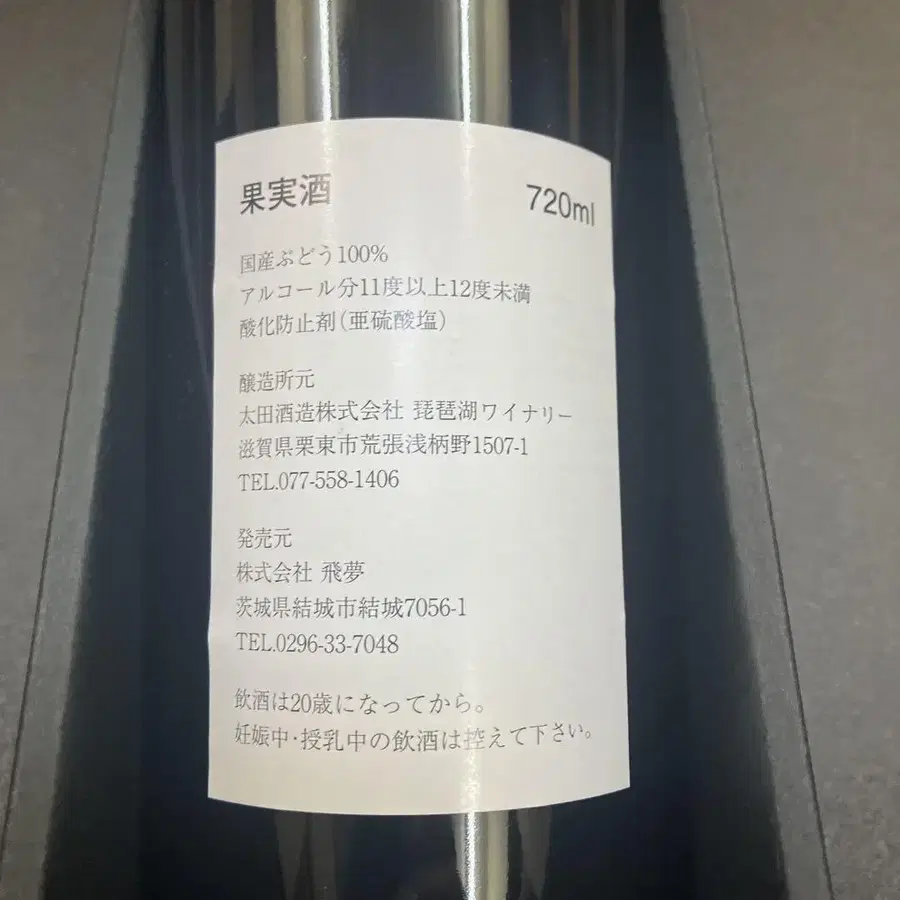 果実酒
720ml
国産ぶどう100%
アルコール分11度以上12度未満
酸化防止剤(亜硫酸塩)
醸造所元
太田酒造株式会社 琵琶湖ワイナリー
滋賀県栗東市荒張浅柄野1507-1
TEL.077-558-1406
発売元
株式会社 飛夢
茨城県結城市結城7056-1
TEL.0296-33-7048
飲酒は20歳になってから。
妊娠中・授乳中の飲酒は控えて下さい。